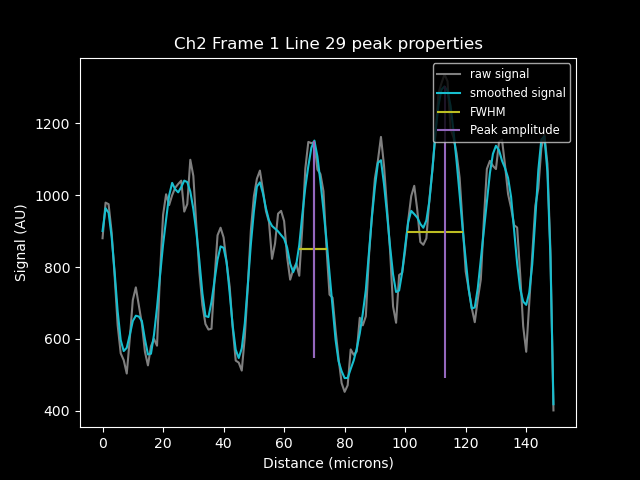 Ch2 Frame 1 Line 29 peak properties
raw signal
smoothed signal
FWHM
Peak amplitude
Signal (AU)
1200
1000
800
600
400
0 20 40 60 80 100 120 140
Distance (microns)